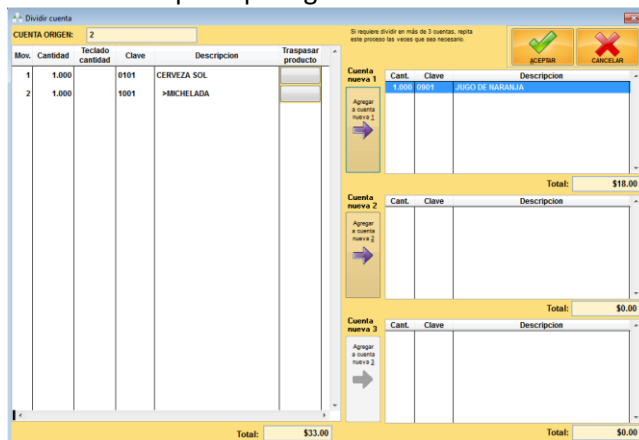 Dividir cuenta
CUENTA ORIGEN: 2
Si requiere dividir en más de 3 cuentas, repita
este proceso las veces que sea necesario.
ACEPTAR
CANCELAR
Mov. Cantidad Teclado cantidad Clave Descripcion Traspasar producto
1 1.000 0101 CERVEZA SOL
2 1.000 1001 >MICHELADA
Total: $33.00
Cuenta nueva 1
Cant. Clave Descripcion
1.000 0901 JUGO DE NARANJA
Agregar
a cuenta
nueva 1
Total: $18.00
Cuenta nueva 2
Cant. Clave Descripcion
Agregar
a cuenta
nueva 2
Total: $0.00
Cuenta nueva 3
Cant. Clave Descripcion
Agregar
a cuenta
nueva 3
Total: $0.00